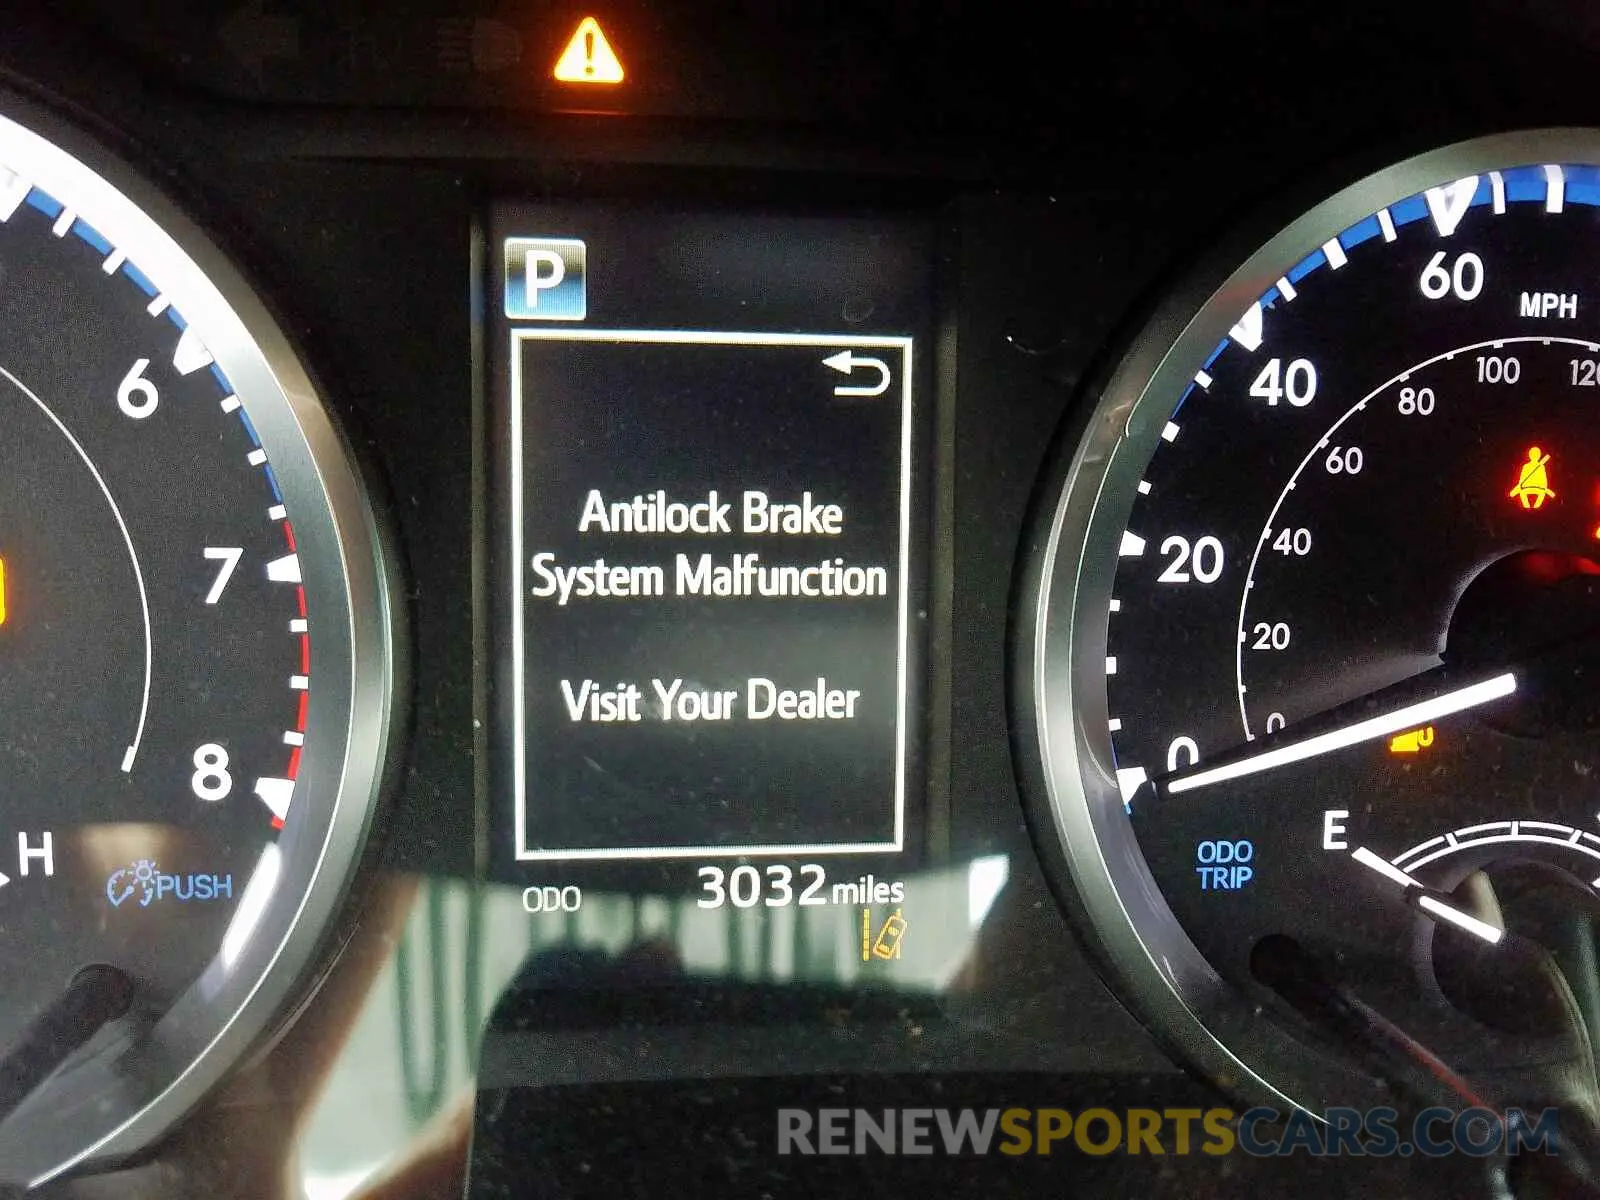 P
Antilock Brake
System Malfunction
Visit Your Dealer
ODO 3032 miles
6
7
8
H
PUSH
60
MPH
40
20
0
100
80
60
40
20
0
E
ODO
TRIP
RENEWSPORTSCARS.COM